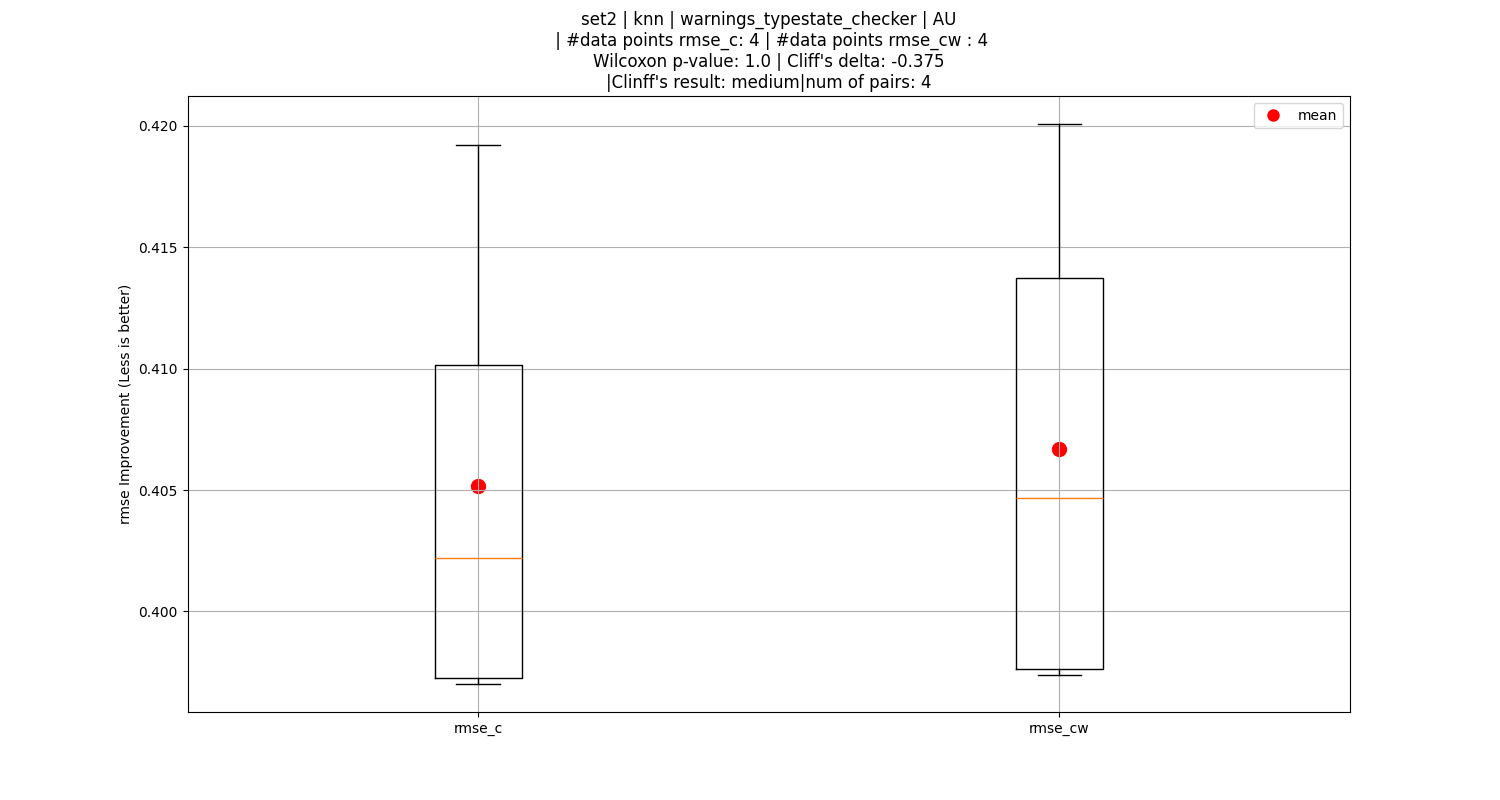 set2 | knn | warnings_typestate_checker | AU
| #data points rmse_c: 4 | #data points rmse_cw : 4
Wilcoxon p-value: 1.0 | Cliff's delta: -0.375
|Clinff's result: medium|num of pairs: 4
mean
0.420
0.415
0.410
0.405
0.400
rmse Improvement (Less is better)
rmse_c
rmse_cw